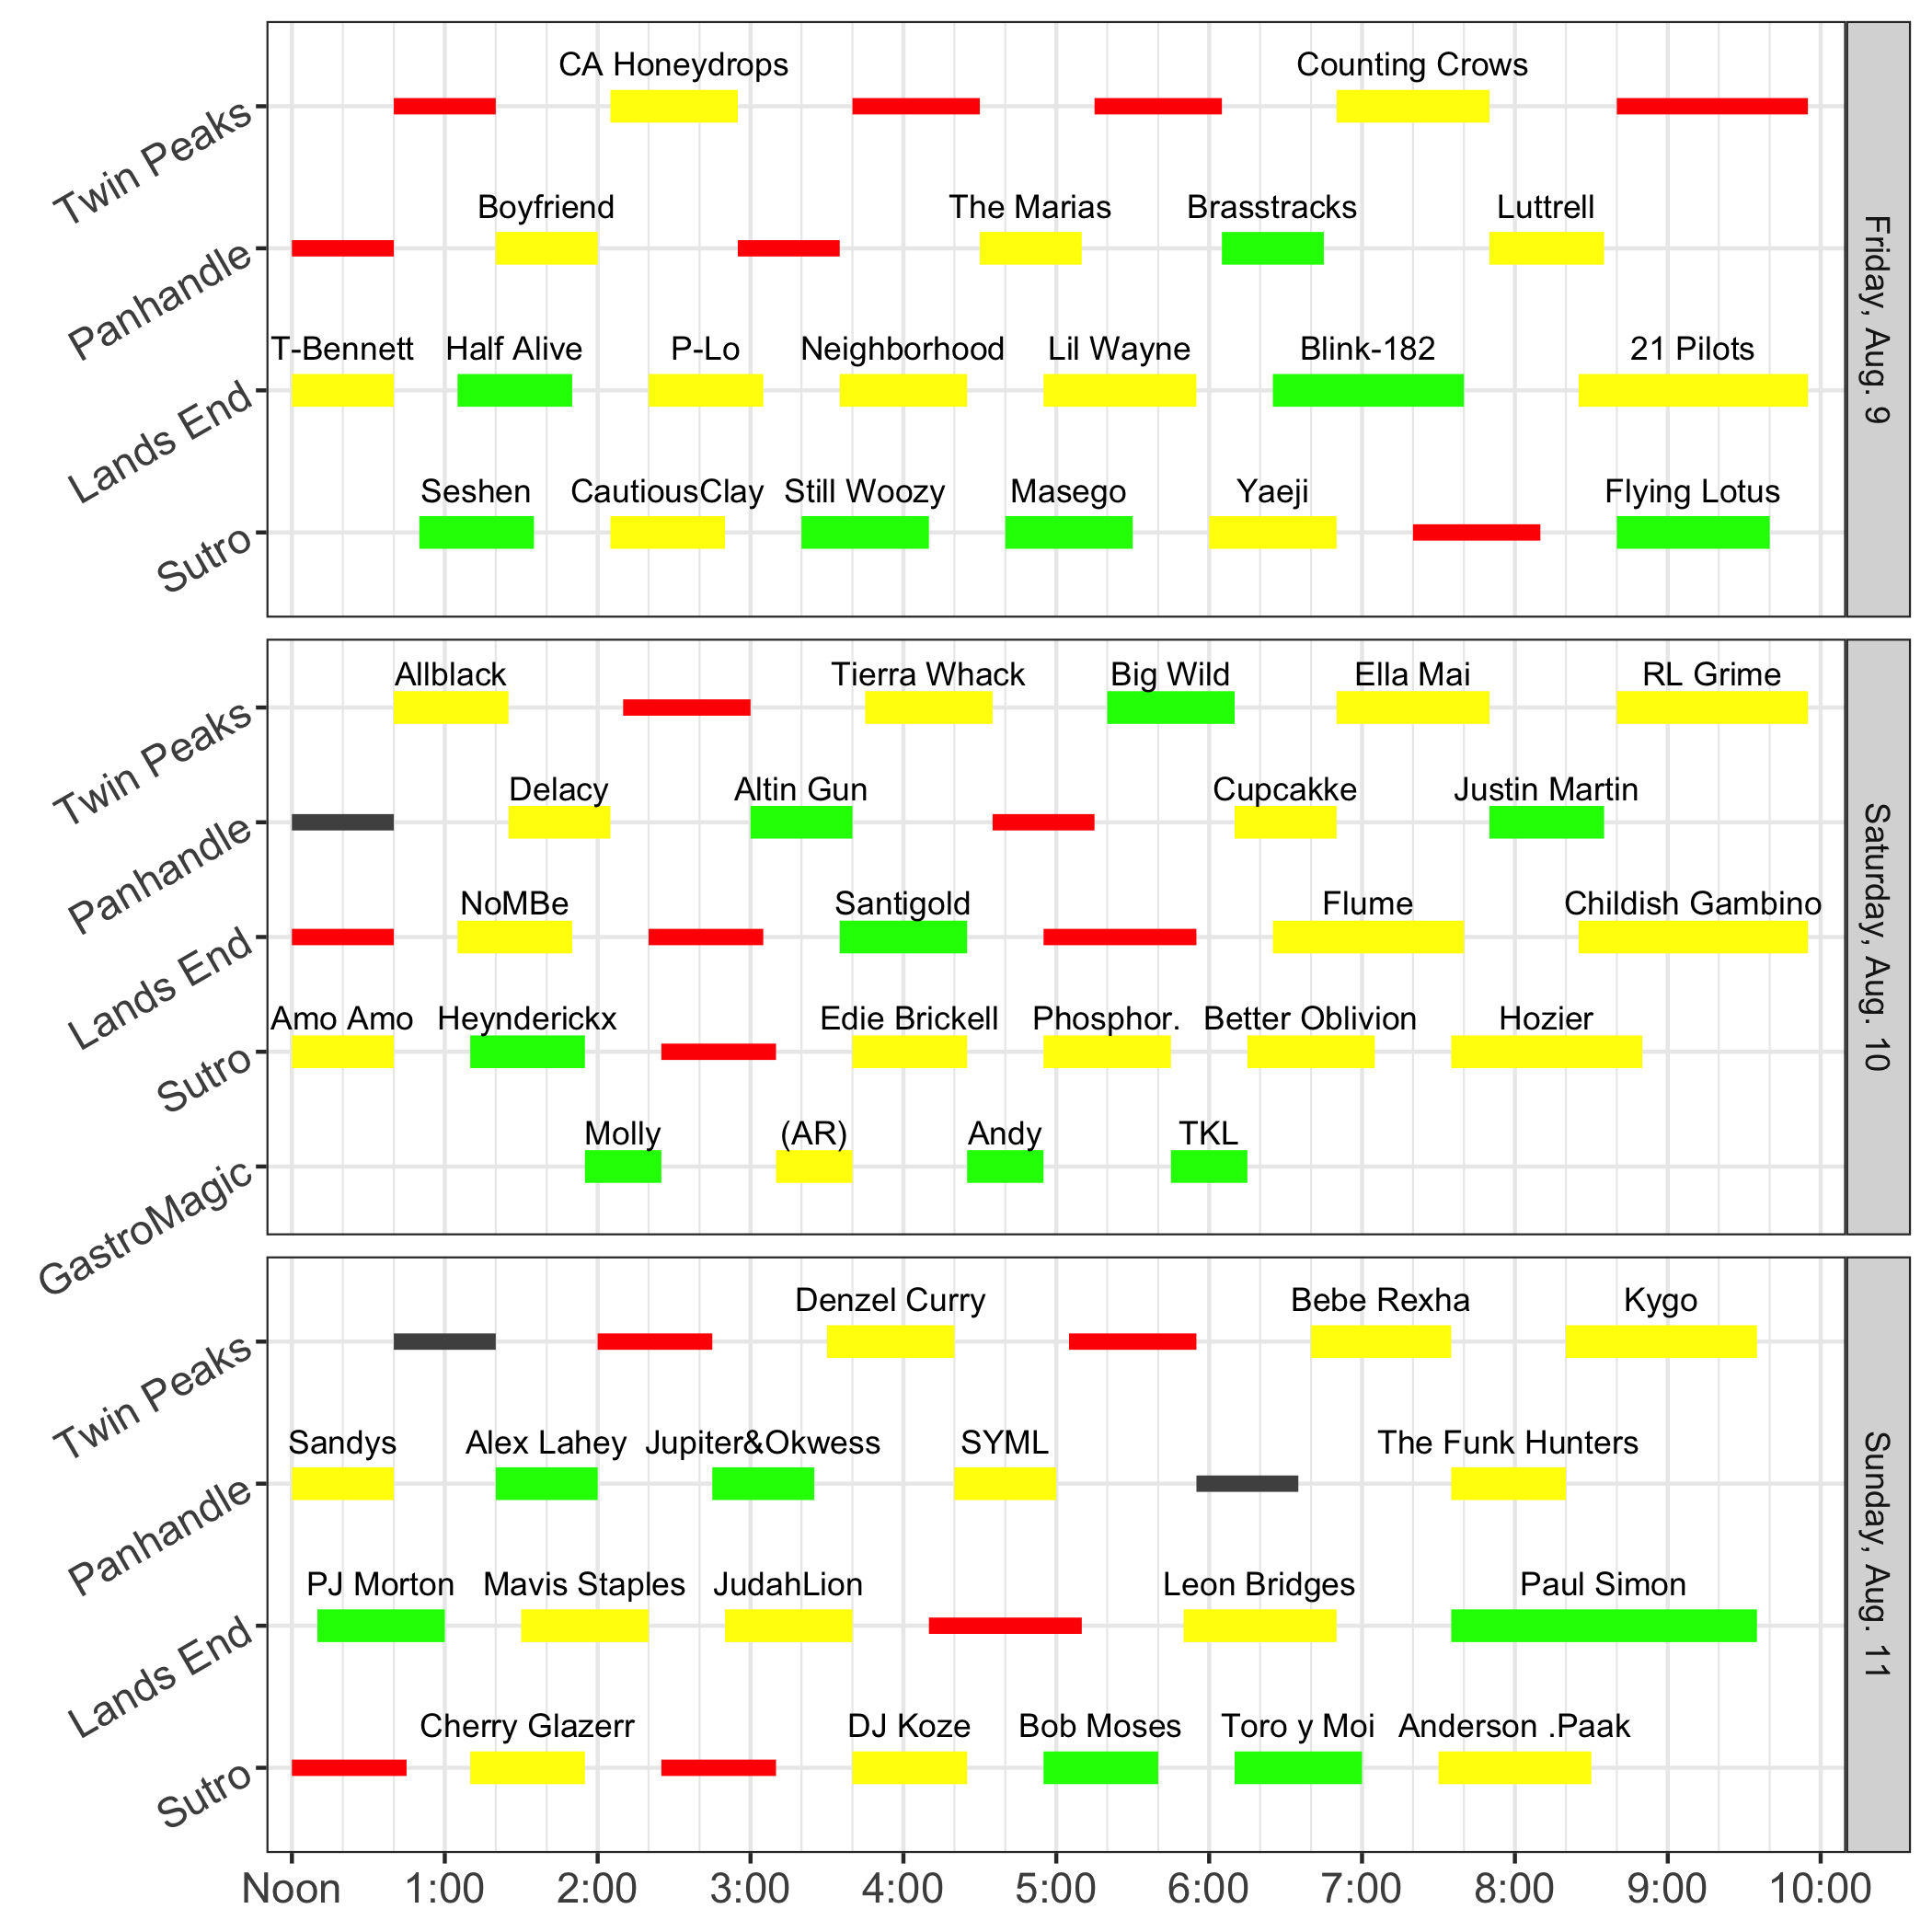 CA Honeydrops Counting Crows
Twin Peaks
Boyfriend The Marias Brasstracks Luttrell
Panhandle
T-Bennett Half Alive P-Lo Neighborhood Lil Wayne Blink-182 21 Pilots
Lands End
Seshen CautiousClay Still Woozy Masego Yaeji Flying Lotus
Sutro
Friday, Aug. 9
Allblack Tierra Whack Big Wild Ella Mai RL Grime
Twin Peaks
Delacy Altin Gun Cupcakke Justin Martin
Panhandle
NoMBe Santigold Flume Childish Gambino
Lands End
Amo Amo Heynderickx Edie Brickell Phosphor. Better Oblivion Hozier
Sutro
Molly (AR) Andy TKL
GastroMagic
Saturday, Aug. 10
Denzel Curry Bebe Rexha Kygo
Twin Peaks
Sandys Alex Lahey Jupiter&Okwess SYML The Funk Hunters
Panhandle
PJ Morton Mavis Staples JudahLion Leon Bridges Paul Simon
Lands End
Cherry Glazerr DJ Koze Bob Moses Toro y Moi Anderson .Paak
Sutro
Sunday, Aug. 11
Noon 1:00 2:00 3:00 4:00 5:00 6:00 7:00 8:00 9:00 10:00